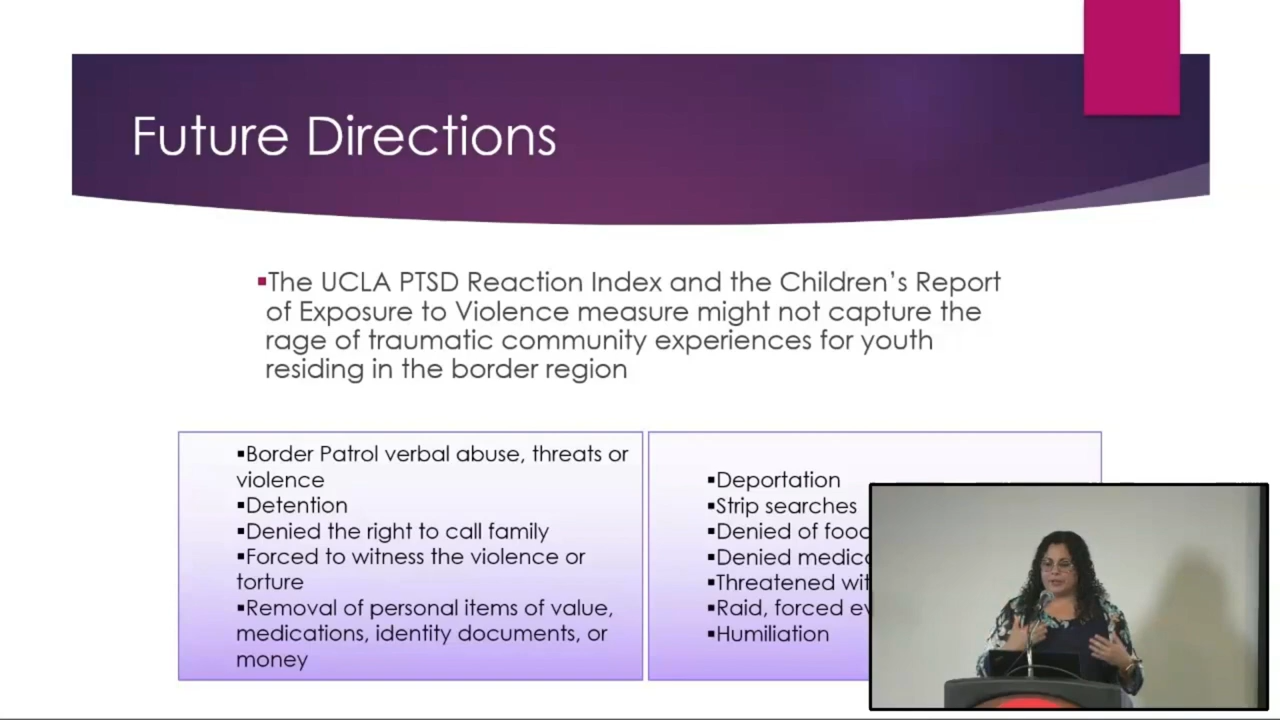 Future Directions
▪The UCLA PTSD Reaction Index and the Children's Report
of Exposure to Violence measure might not capture the
rage of traumatic community experiences for youth
residing in the border region
▪Border Patrol verbal abuse, threats or
violence
▪Detention
▪Denied the right to call family
▪Forced to witness the violence or
torture
▪Removal of personal items of value,
medications, identity documents, or
money
▪Deportation
▪Strip searches
▪Denied of
▪Denied
▪Threatened
▪Raid, forced
▪Humiliation